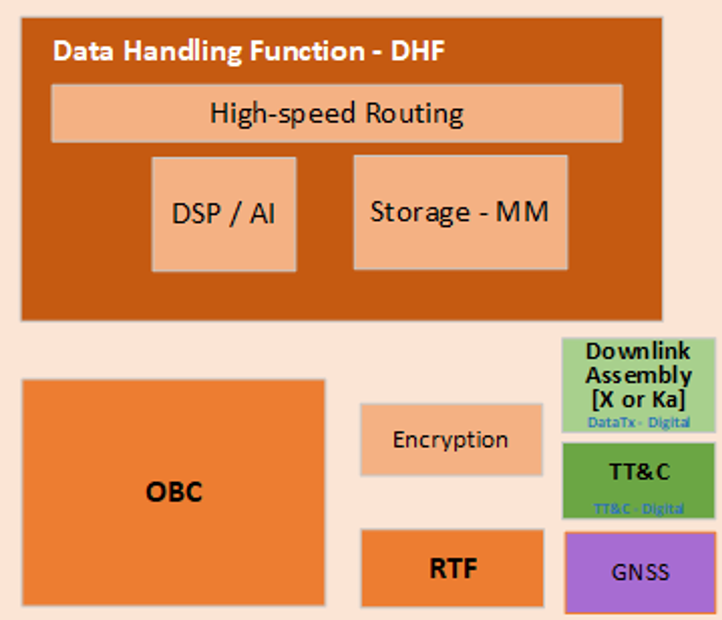 Data Handling Function - DHF
High-speed Routing
DSP / AI
Storage - MM
Downlink
Assembly
[X or Ka]
DataTx - Digital
OBC
Encryption
TT&C
TT&C - Digital
RTF
GNSS